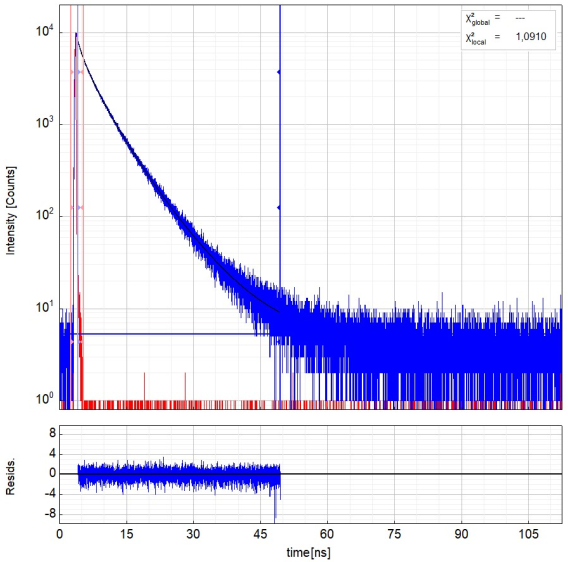 χ²global = ---
χ²local = 1,0910
10⁴
10³
10²
10¹
10⁰
Intensity [Counts]
8
4
0
-4
-8
Resids.
0 15 30 45 60 75 90 105
time[ns]